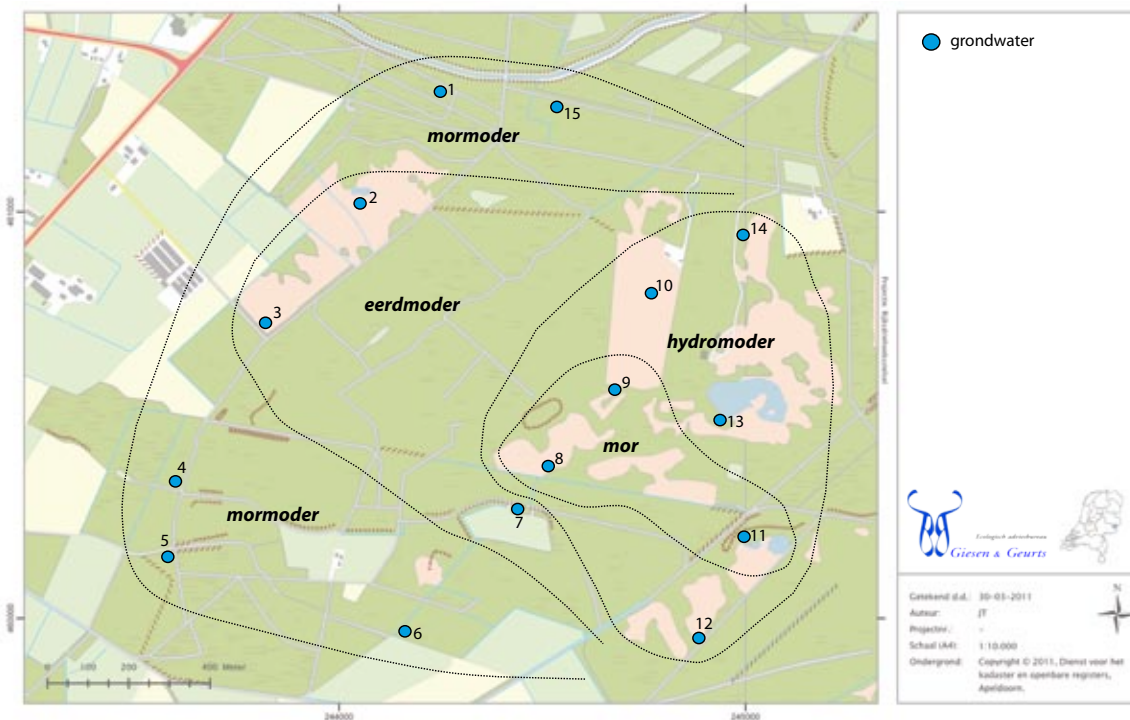 grondwater
1
15
mormoder
2
461000
14
10
3
eerdmoder
hydromoder
9
13
mor
8
4
mormoder
7
11
5
12
6
0 100 200 400 Meter
244000
245000
460000
Ecologisch adviesbureau
Giesen & Geurts
N
Getekend d.d.: 30-03-2011
Auteur: JT
Projectnr.: -
Schaal (A4): 1:10.000
Ondergrond: Copyright © 2011, Dienst voor het
kadaster en openbare registers,
Apeldoorn.